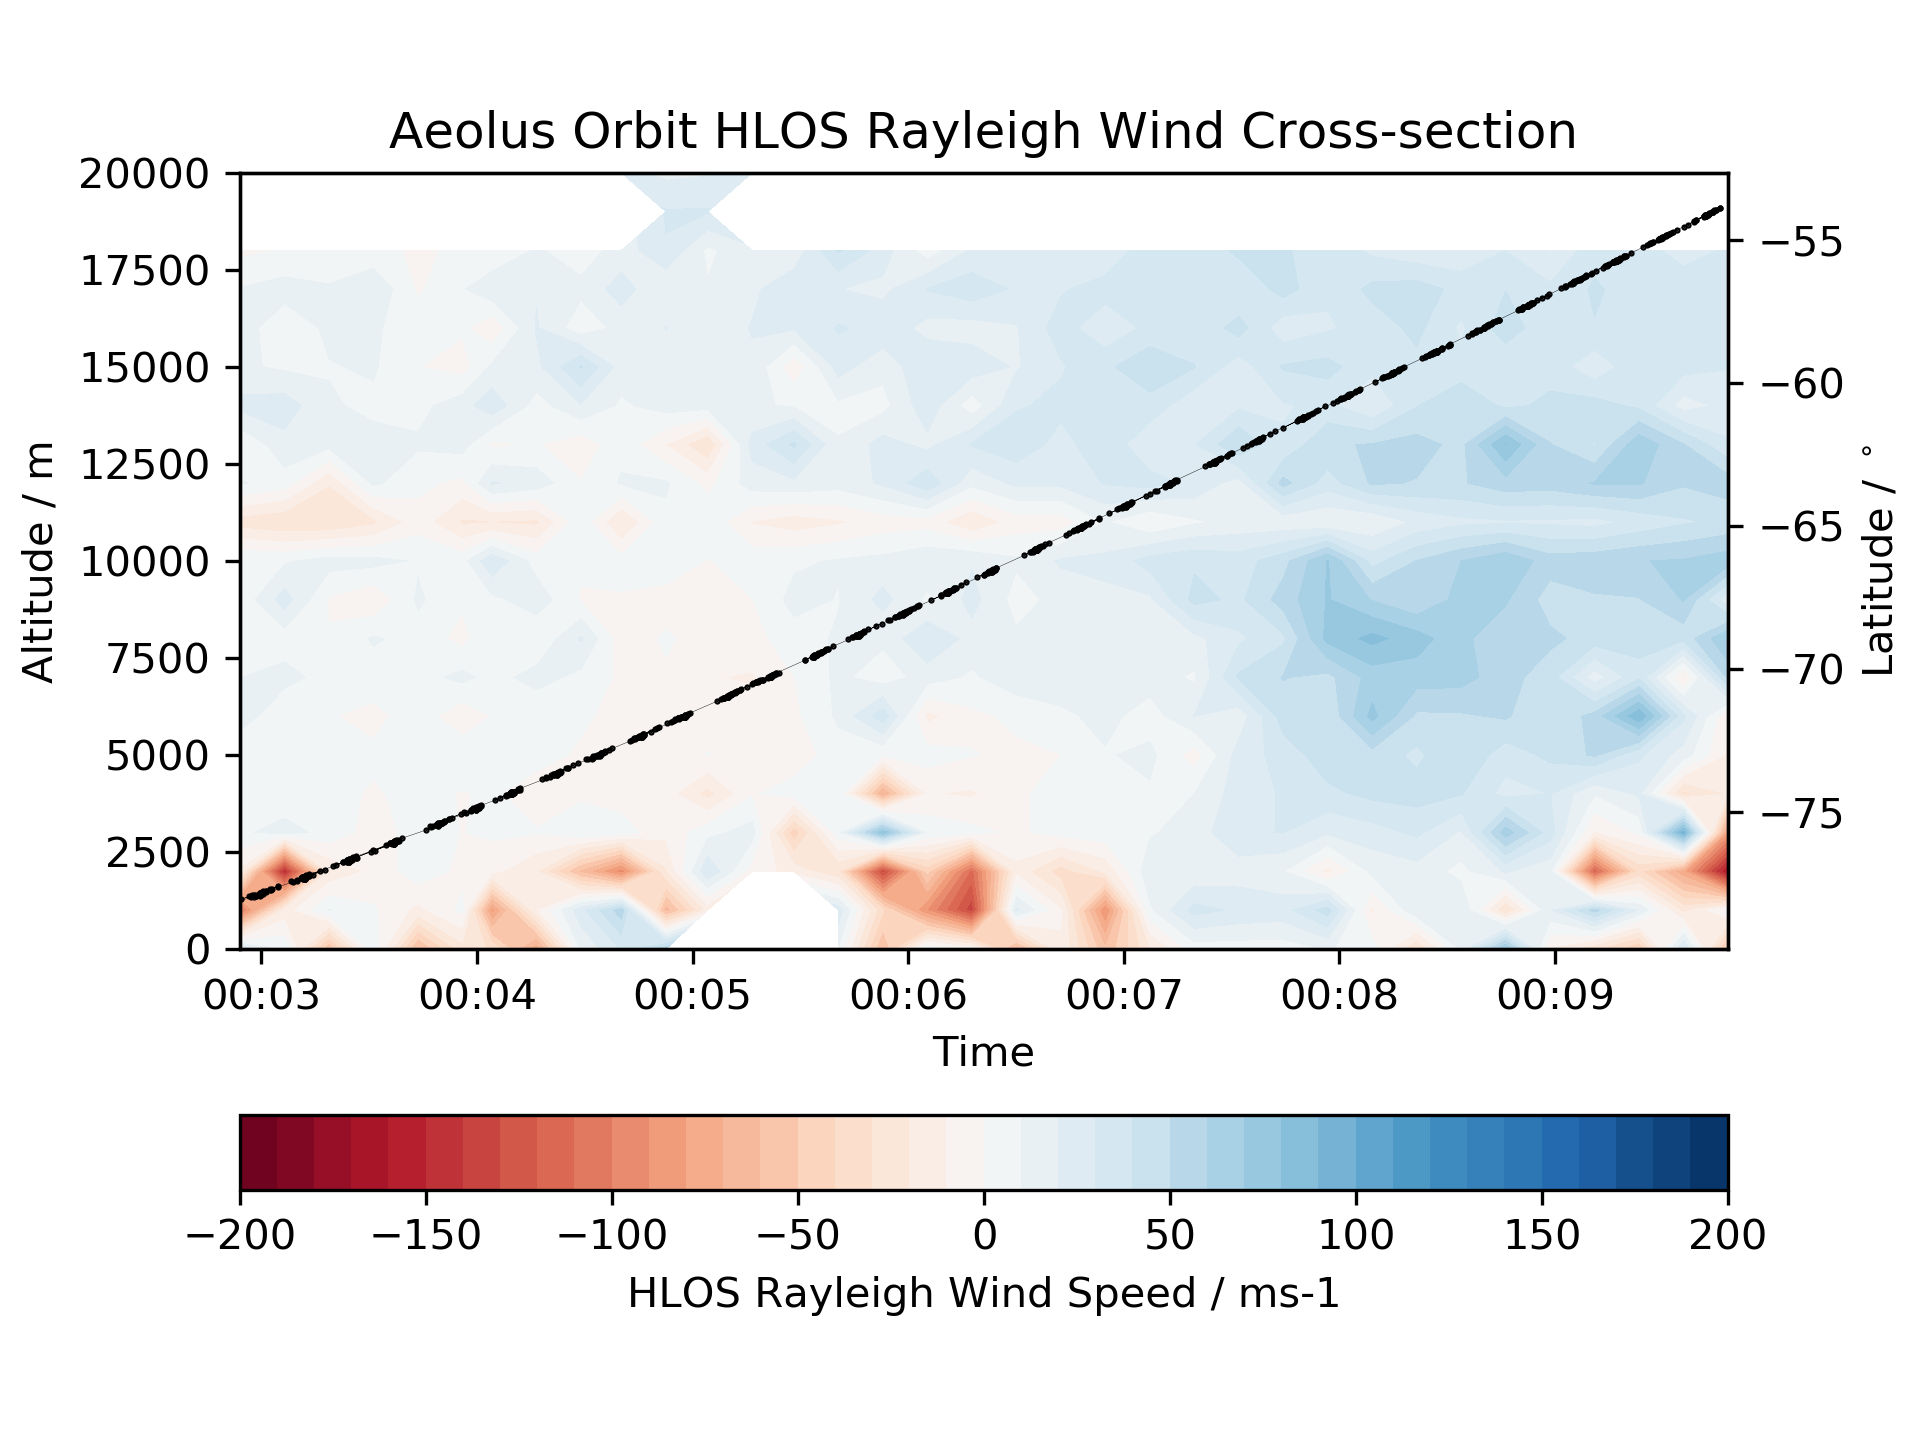 Aeolus Orbit HLOS Rayleigh Wind Cross-section
20000
17500
15000
12500
10000
7500
5000
2500
0
Altitude / m
−55
−60
−65
−70
−75
Latitude / °
00:03 00:04 00:05 00:06 00:07 00:08 00:09
Time
−200 −150 −100 −50 0 50 100 150 200
HLOS Rayleigh Wind Speed / ms-1